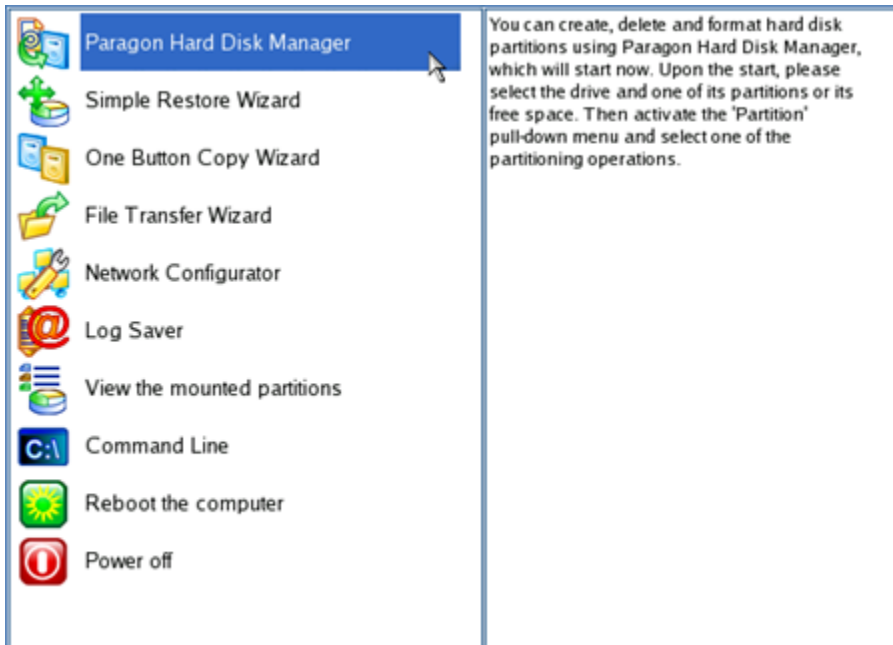 Paragon Hard Disk Manager
Simple Restore Wizard
One Button Copy Wizard
File Transfer Wizard
Network Configurator
@
Log Saver
View the mounted partitions
C:\
Command Line
Reboot the computer
Power off
You can create, delete and format hard disk
partitions using Paragon Hard Disk Manager,
which will start now. Upon the start, please
select the drive and one of its partitions or its
free space. Then activate the 'Partition'
pull-down menu and select one of the
partitioning operations.